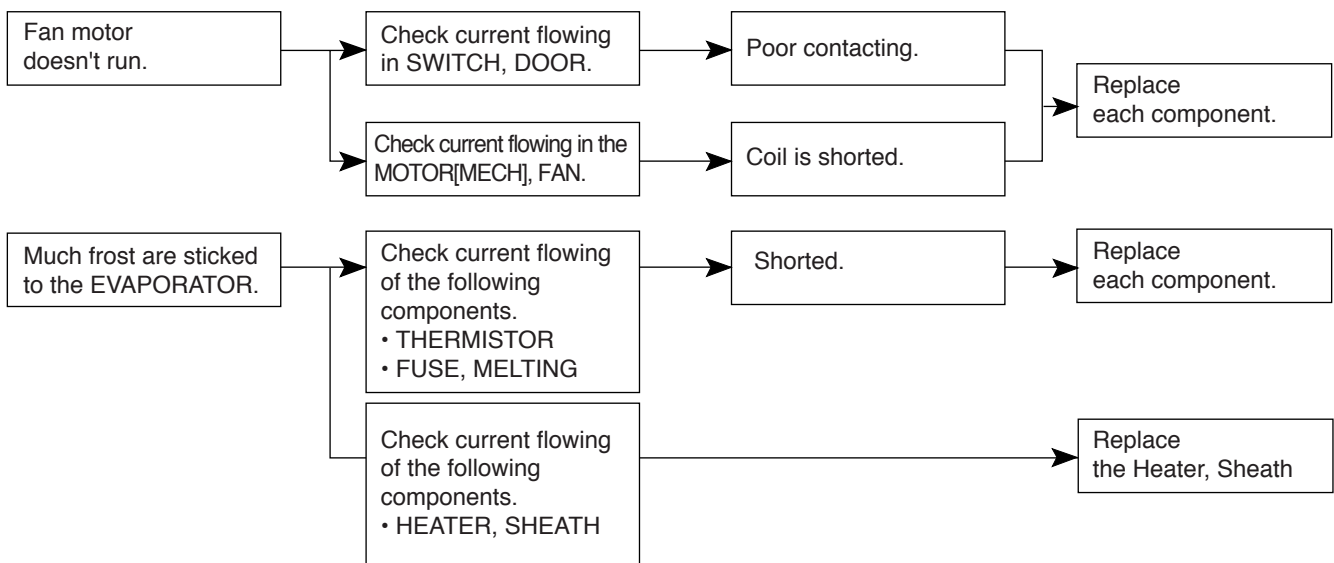 Fan motor
doesn't run.
Check current flowing
in SWITCH, DOOR.
Poor contacting.
Replace
each component.
Check current flowing in the
MOTOR[MECH], FAN.
Coil is shorted.
Much frost are sticked
to the EVAPORATOR.
Check current flowing
of the following
components.
• THERMISTOR
• FUSE, MELTING
Shorted.
Replace
each component.
Check current flowing
of the following
components.
• HEATER, SHEATH
Replace
the Heater, Sheath